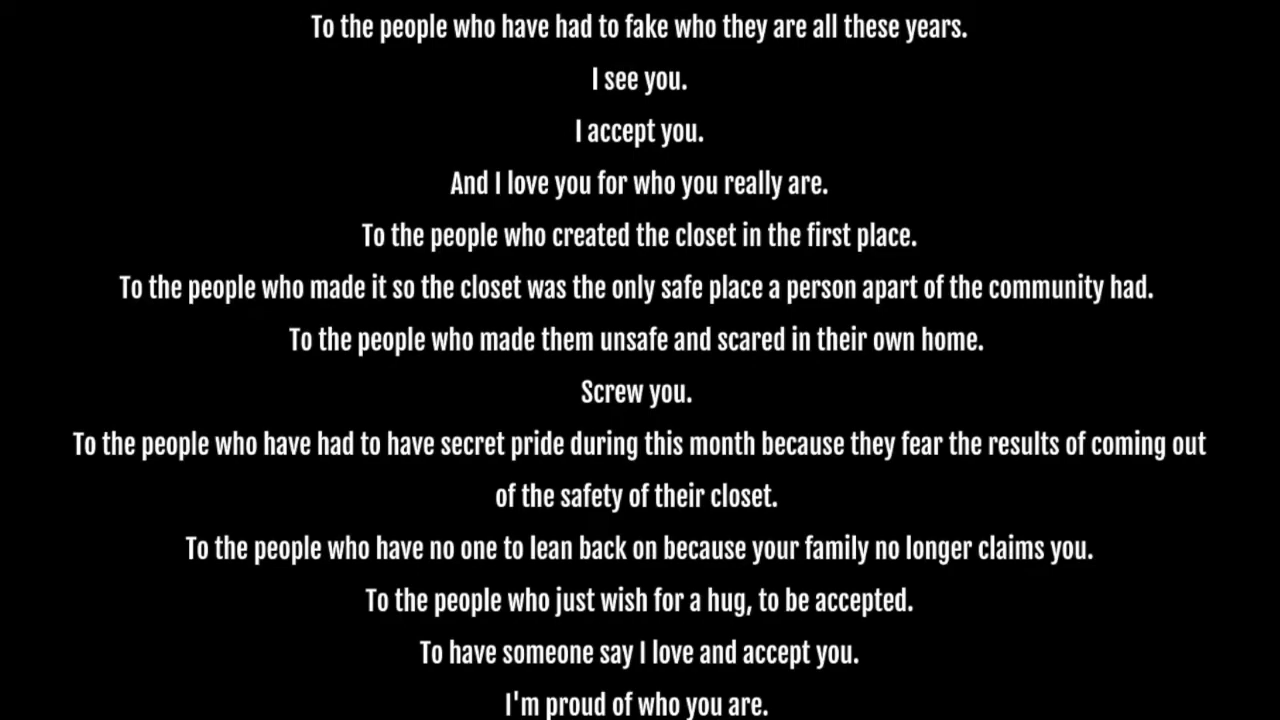 To the people who have had to fake who they are all these years.
I see you.
I accept you.
And I love you for who you really are.
To the people who created the closet in the first place.
To the people who made it so the closet was the only safe place a person apart of the community had.
To the people who made them unsafe and scared in their own home.
Screw you.
To the people who have had to have secret pride during this month because they fear the results of coming out
of the safety of their closet.
To the people who have no one to lean back on because your family no longer claims you.
To the people who just wish for a hug, to be accepted.
To have someone say I love and accept you.
I'm proud of who you are.